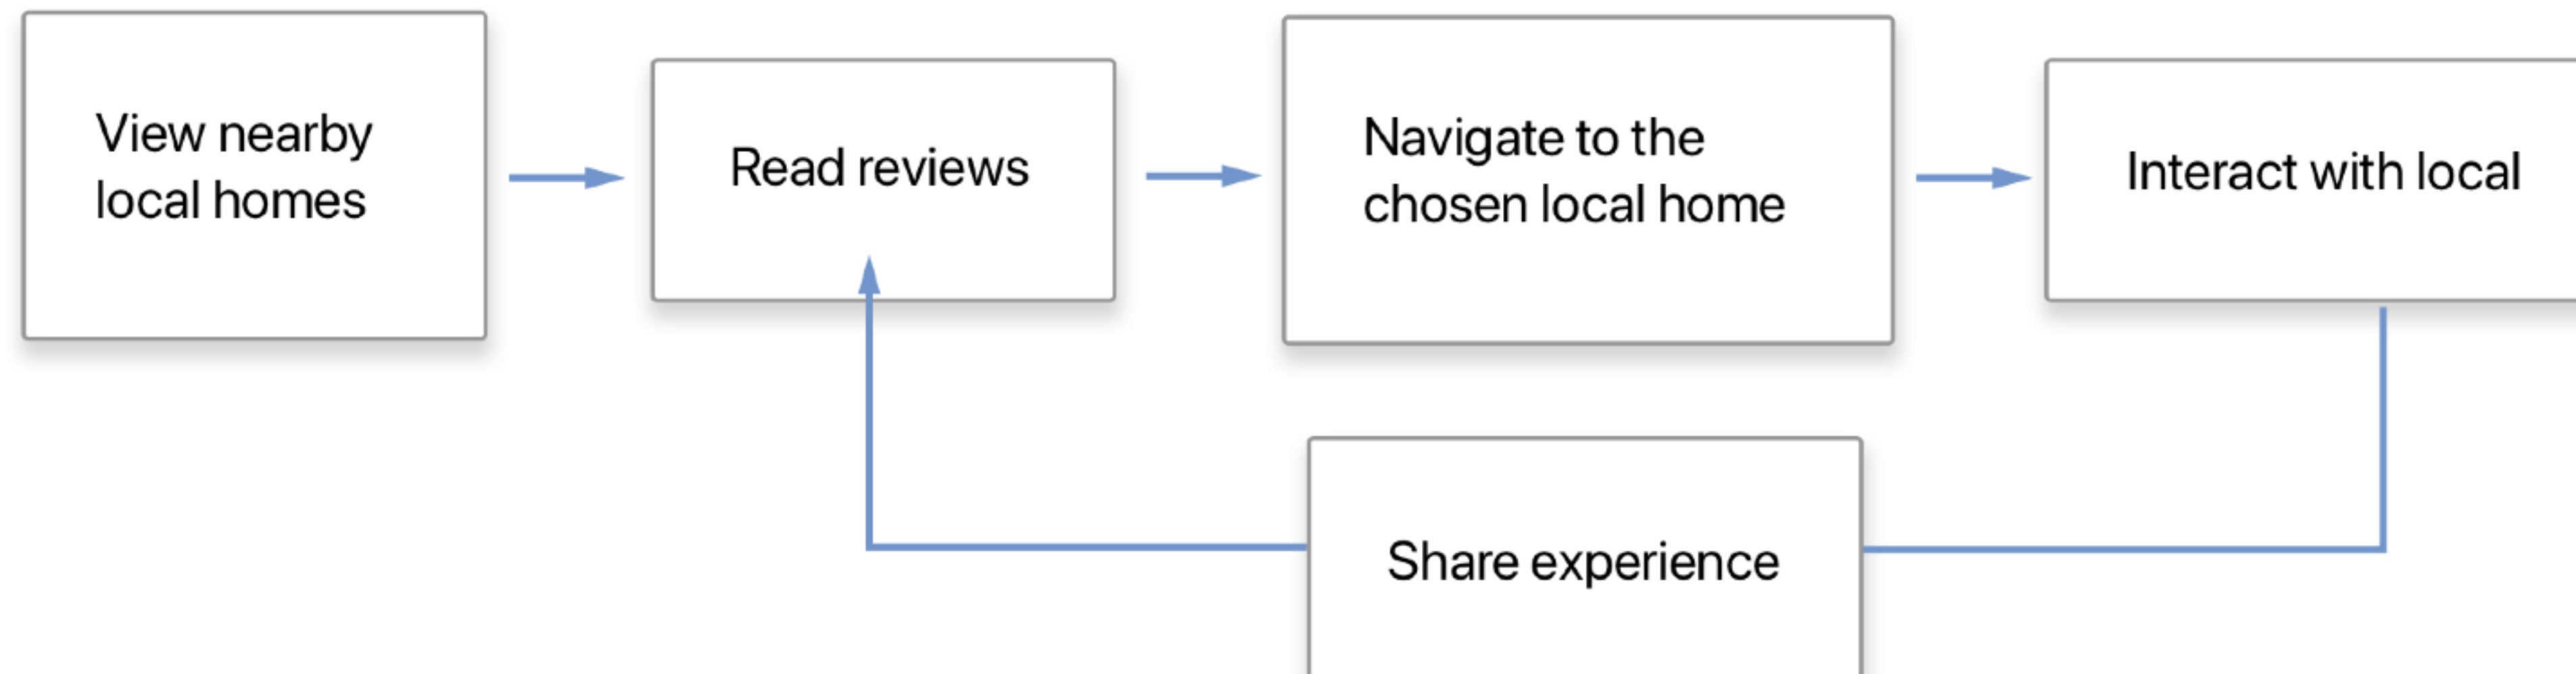 View nearby
local homes
Read reviews
Navigate to the
chosen local home
Interact with local
Share experience